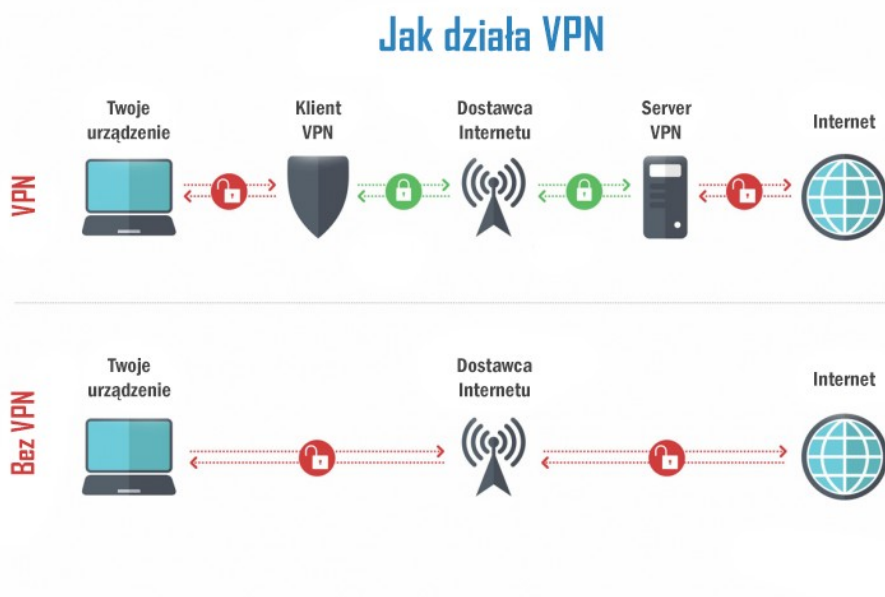 Jak działa VPN
VPN
Twoje
urządzenie
Klient
VPN
Dostawca
Internetu
Server
VPN
Internet
Bez VPN
Twoje
urządzenie
Dostawca
Internetu
Internet